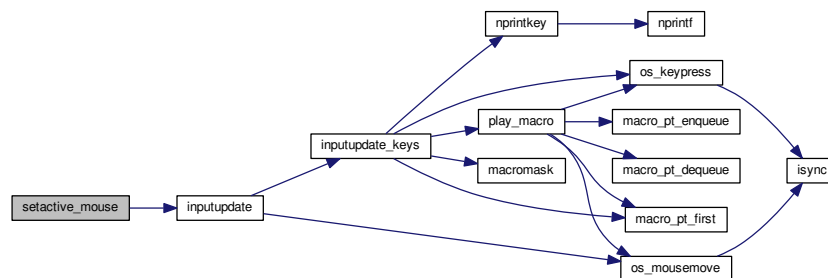 nprintkey
nprintf
os_keypress
play_macro
macro_pt_enqueue
inputupdate_keys
macromask
macro_pt_dequeue
isync
setactive_mouse
inputupdate
macro_pt_first
os_mousemove